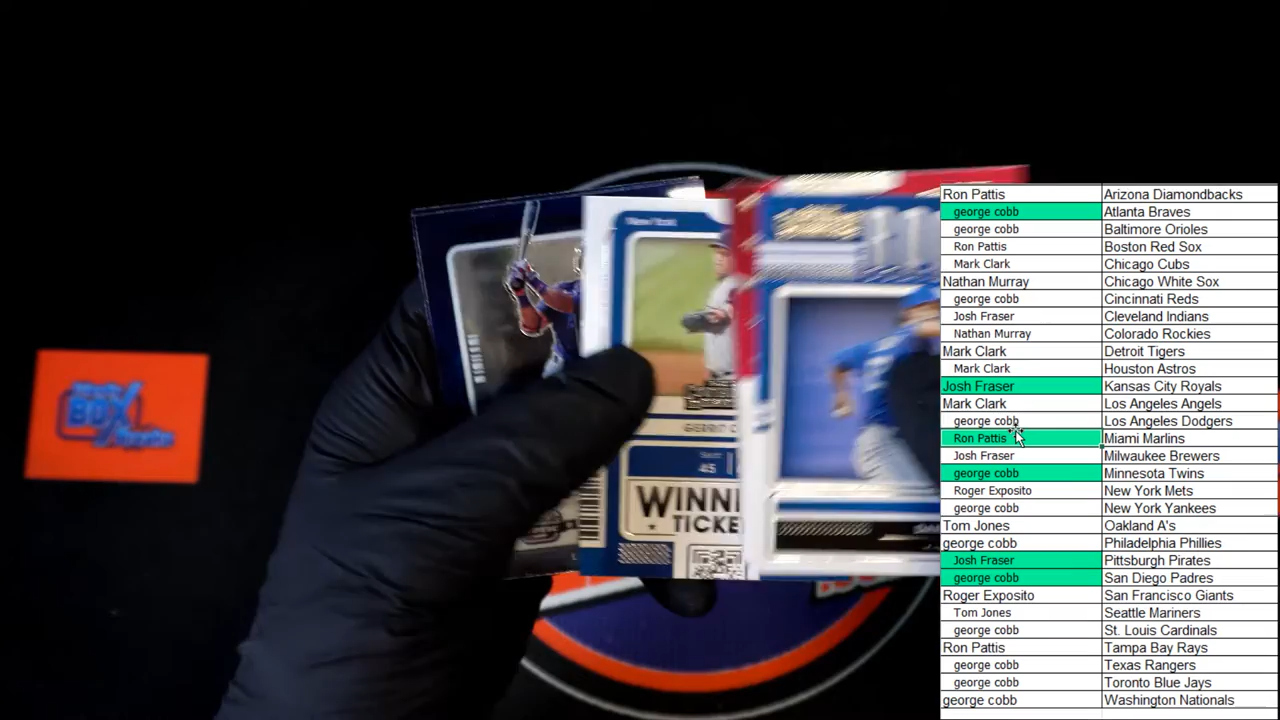 New York
GERRIT
45
WINNI
TICKE
BOX
Ron Pattis Arizona Diamondbacks
george cobb Atlanta Braves
george cobb Baltimore Orioles
Ron Pattis Boston Red Sox
Mark Clark Chicago Cubs
Nathan Murray Chicago White Sox
george cobb Cincinnati Reds
Josh Fraser Cleveland Indians
Nathan Murray Colorado Rockies
Mark Clark Detroit Tigers
Mark Clark Houston Astros
Josh Fraser Kansas City Royals
Mark Clark Los Angeles Angels
george cobb Los Angeles Dodgers
Ron Pattis Miami Marlins
Josh Fraser Milwaukee Brewers
george cobb Minnesota Twins
Roger Exposito New York Mets
george cobb New York Yankees
Tom Jones Oakland A's
george cobb Philadelphia Phillies
Josh Fraser Pittsburgh Pirates
george cobb San Diego Padres
Roger Exposito San Francisco Giants
Tom Jones Seattle Mariners
george cobb St. Louis Cardinals
Ron Pattis Tampa Bay Rays
george cobb Texas Rangers
george cobb Toronto Blue Jays
george cobb Washington Nationals